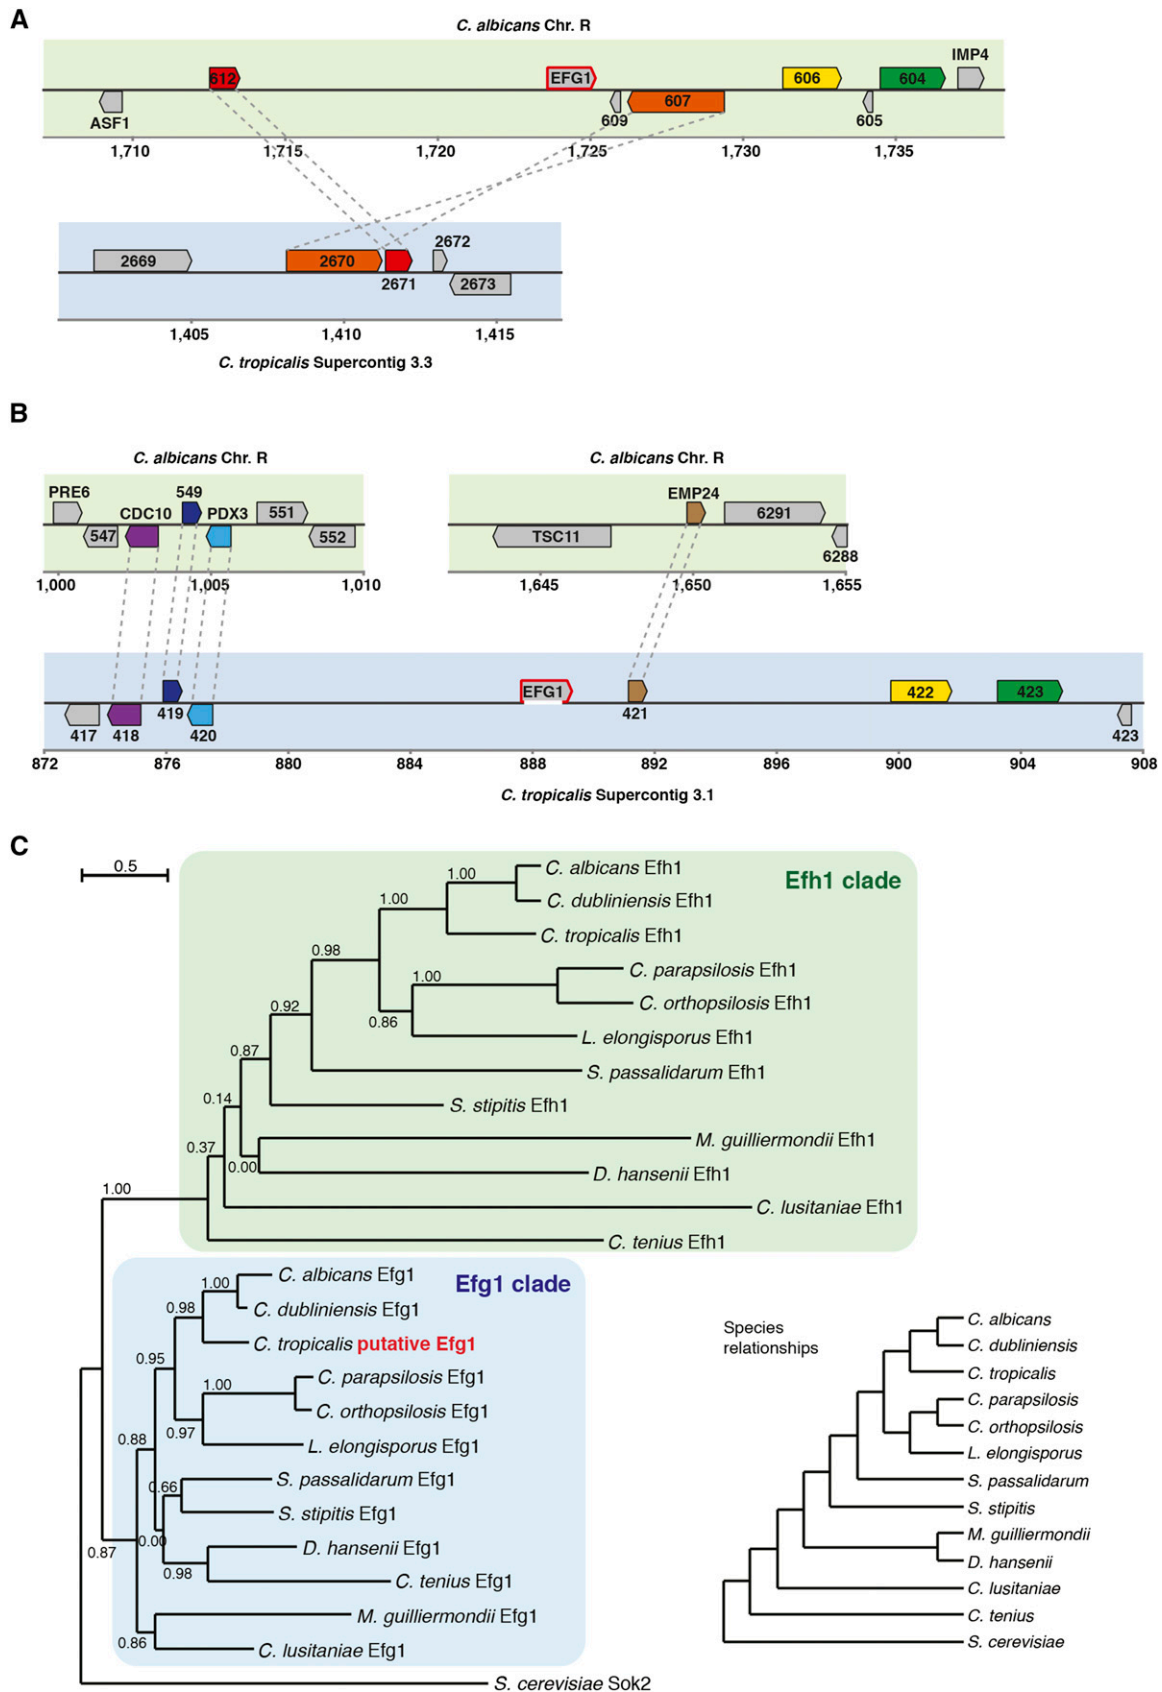 A
C. albicans Chr. R
612 EFG1 606 604 IMP4
ASF1 609 607 605
1,710 1,715 1,720 1,725 1,730 1,735
2669 2670 2671 2672 2673
1,405 1,410 1,415
C. tropicalis Supercontig 3.3
B
C. albicans Chr. R C. albicans Chr. R
PRE6 547 CDC10 549 PDX3 551 552
TSC11 EMP24 6291 6288
1,000 1,005 1,010 1,645 1,650 1,655
417 418 419 420 EFG1 421 422 423 423
872 876 880 884 888 892 896 900 904 908
C. tropicalis Supercontig 3.1
C
0.5
Efh1 clade
1.00 C. albicans Efh1
1.00 C. dubliniensis Efh1
C. tropicalis Efh1
0.98 C. parapsilosis Efh1
1.00 C. orthopsilosis Efh1
0.92 0.86 L. elongisporus Efh1
0.87 S. passalidarum Efh1
0.14 S. stipitis Efh1
0.37 M. guilliermondii Efh1
0.00 D. hansenii Efh1
1.00 C. lusitaniae Efh1
C. tenius Efh1
Efg1 clade
1.00 C. albicans Efg1
0.98 C. dubliniensis Efg1
C. tropicalis putative Efg1
0.95 C. parapsilosis Efg1
1.00 C. orthopsilosis Efg1
0.88 0.97 L. elongisporus Efg1
0.66 S. passalidarum Efg1
S. stipitis Efg1
0.87 0.00 D. hansenii Efg1
0.98 C. tenius Efg1
M. guilliermondii Efg1
0.86 C. lusitaniae Efg1
S. cerevisiae Sok2
Species
relationships
C. albicans
C. dubliniensis
C. tropicalis
C. parapsilosis
C. orthopsilosis
L. elongisporus
S. passalidarum
S. stipitis
M. guilliermondii
D. hansenii
C. lusitaniae
C. tenius
S. cerevisiae